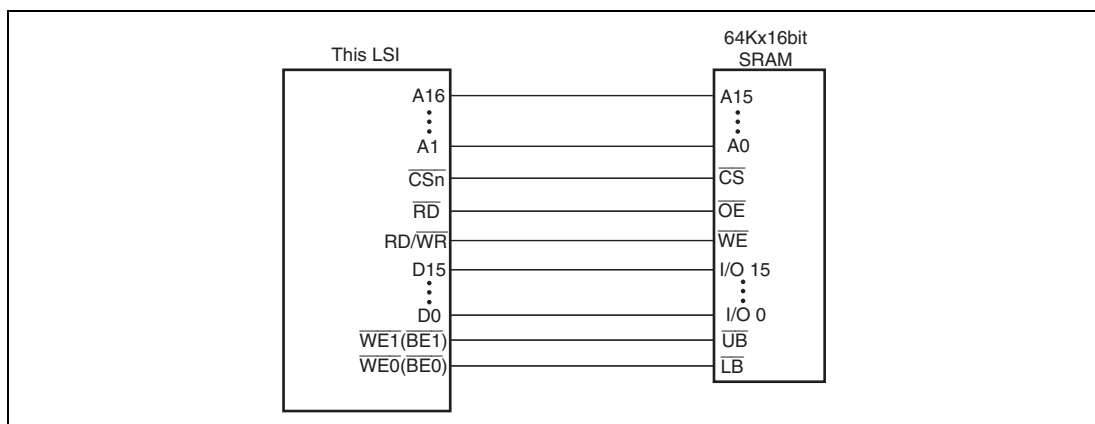 This LSI
64Kx16bit
SRAM
A16
A15
A1
A0
CSn
CS
RD
OE
RD/WR
WE
D15
I/O 15
D0
I/O 0
WE1(BE1)
UB
WE0(BE0)
LB